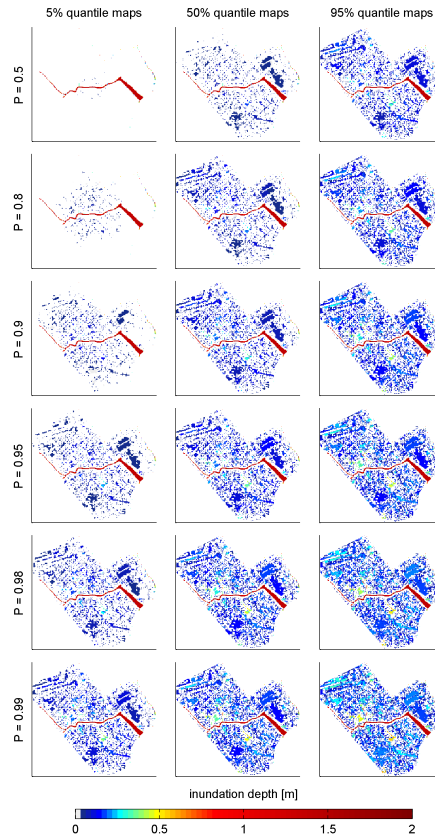 5% quantile maps 50% quantile maps 95% quantile maps
P = 0.5
P = 0.8
P = 0.9
P = 0.95
P = 0.98
P = 0.99
inundation depth [m]
0 0.5 1 1.5 2